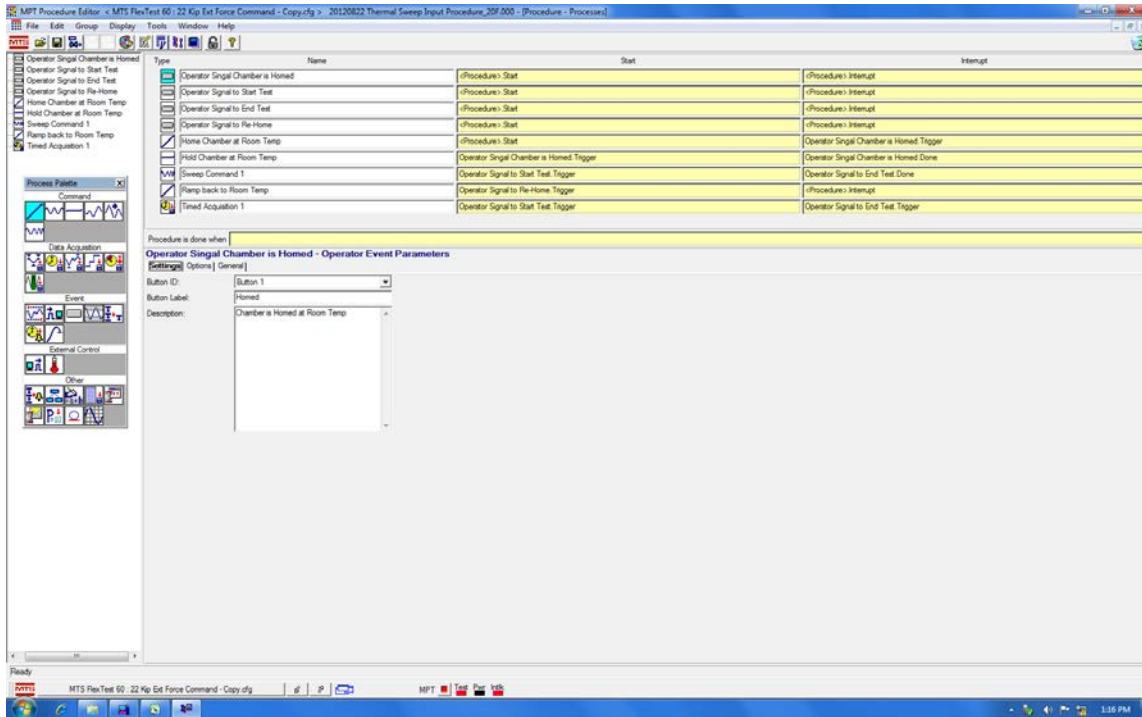 MPT Procedure Editor < MTS FlexTest 60 : 22 Kip Ext Force Command - Copy.cfg > 20120822 Thermal Sweep Input Procedure_20F.000 - [Procedure - Processes]
File Edit Group Display Tools Window Help
MTS
Operator Singal Chamber is Homed
Operator Signal to Start Test
Operator Signal to End Test
Operator Signal to Re-Home
Home Chamber at Room Temp
Hold Chamber at Room Temp
Sweep Command 1
Ramp back to Room Temp
Timed Acquisition 1
Process Palette
Command
Data Acquisition
Event
External Control
Other
Type Name Start Interrupt
Operator Singal Chamber is Homed <Procedure>.Start <Procedure>.Interrupt
Operator Signal to Start Test <Procedure>.Start <Procedure>.Interrupt
Operator Signal to End Test <Procedure>.Start <Procedure>.Interrupt
Operator Signal to Re-Home <Procedure>.Start <Procedure>.Interrupt
Home Chamber at Room Temp <Procedure>.Start Operator Singal Chamber is Homed.Trigger
Hold Chamber at Room Temp Operator Singal Chamber is Homed.Trigger Operator Singal Chamber is Homed.Done
Sweep Command 1 Operator Signal to Start Test.Trigger Operator Signal to End Test.Done
Ramp back to Room Temp Operator Signal to Re-Home.Trigger <Procedure>.Interrupt
Timed Acquisition 1 Operator Signal to Start Test.Trigger Operator Signal to End Test.Trigger
Procedure is done when
Operator Singal Chamber is Homed - Operator Event Parameters
Settings Options General
Button ID: Button 1
Button Label: Homed
Description: Chamber is Homed at Room Temp
Ready
MTS MTS FlexTest 60 : 22 Kip Ext Force Command - Copy.cfg MPT Test Pwr Intlk
1:16 PM